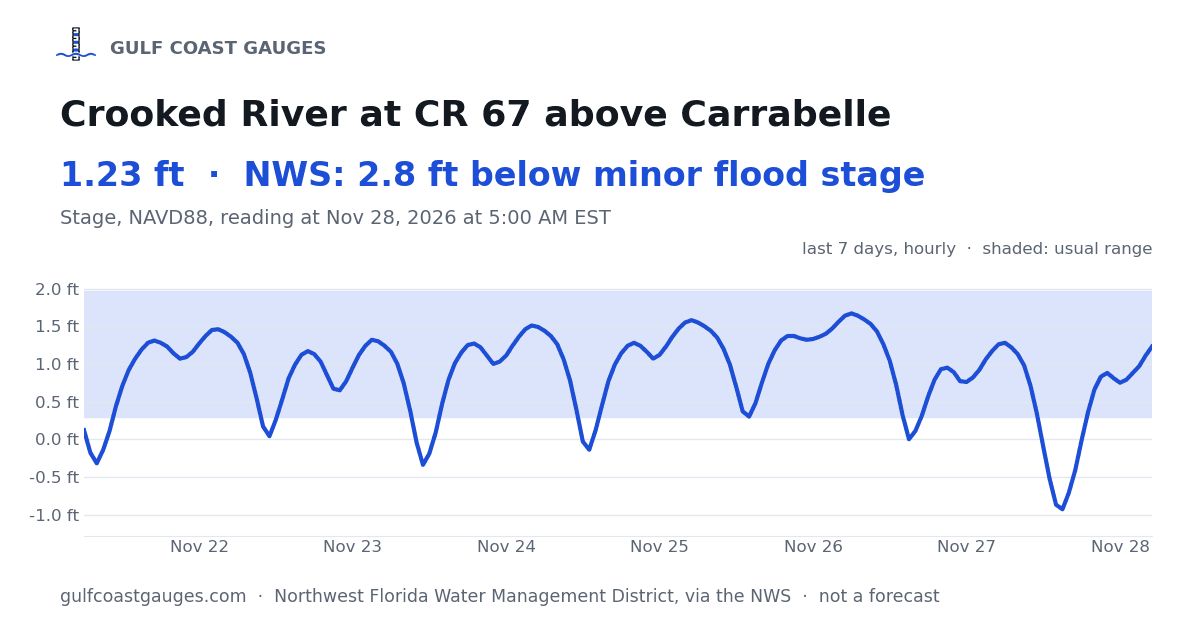 GULF COAST GAUGES
Crooked River at CR 67 above Carrabelle
1.23 ft · NWS: 2.8 ft below minor flood stage
Stage, NAVD88, reading at Nov 28, 2026 at 5:00 AM EST
last 7 days, hourly · shaded: usual range
2.0 ft
1.5 ft
1.0 ft
0.5 ft
0.0 ft
-0.5 ft
-1.0 ft
Nov 22 Nov 23 Nov 24 Nov 25 Nov 26 Nov 27 Nov 28
gulfcoastgauges.com · Northwest Florida Water Management District, via the NWS · not a forecast